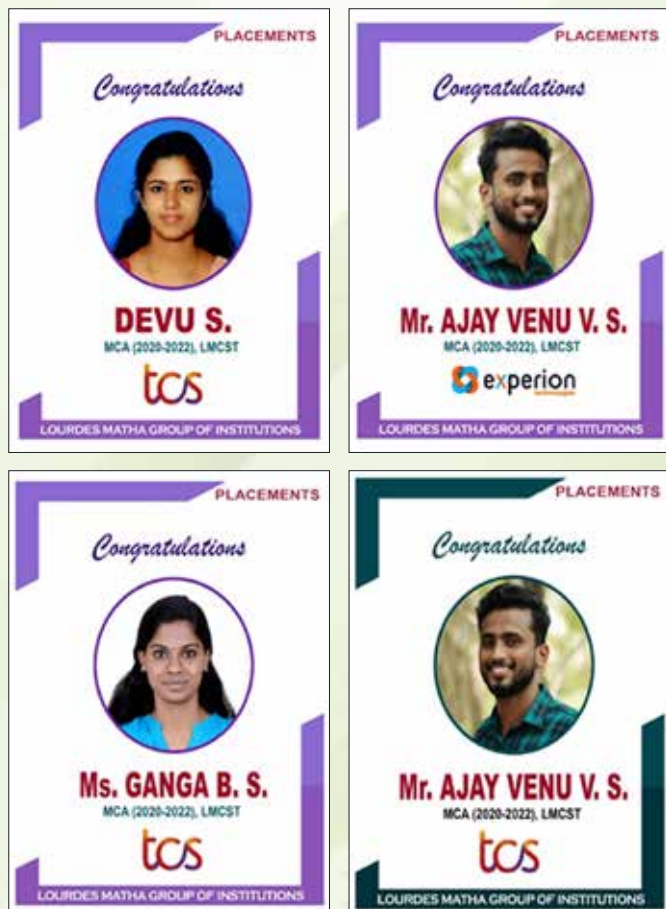 PLACEMENTS
Congratulations
DEVU S.
MCA (2020-2022), LMCST
tcs
LOURDES MATHA GROUP OF INSTITUTIONS
PLACEMENTS
Congratulations
Mr. AJAY VENU V. S.
MCA (2020-2022), LMCST
experion
technologies
LOURDES MATHA GROUP OF INSTITUTIONS
PLACEMENTS
Congratulations
Ms. GANGA B. S.
MCA (2020-2022), LMCST
tcs
LOURDES MATHA GROUP OF INSTITUTIONS
PLACEMENTS
Congratulations
Mr. AJAY VENU V. S.
MCA (2020-2022), LMCST
tcs
LOURDES MATHA GROUP OF INSTITUTIONS